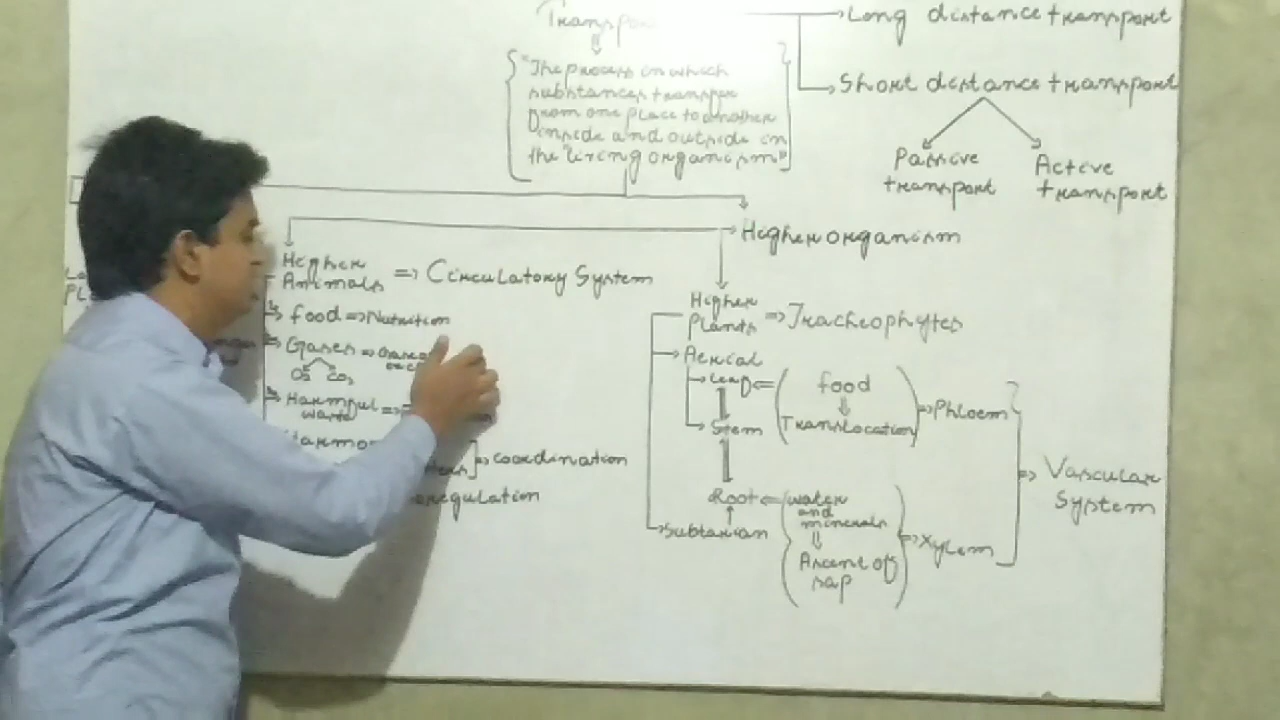 Long distance transport
"The process in which
substances transfer
from one place to another
inside and outside in
the living organism"
Short distance transport
Passive
transport
Active
transport
Higher organism
Higher
Animals => Circulatory System
food => Nutrition
Gases =>
O2 CO2
Harmful =>
waste
=> coordination
Higher
Plants => Tracheophytes
Aerial
Leaf
food
Translocation
=> Phloem
Stem
Root
water
and
minerals
Subtarian
Ascent of
sap
=> Xylem
=> Vascular
System